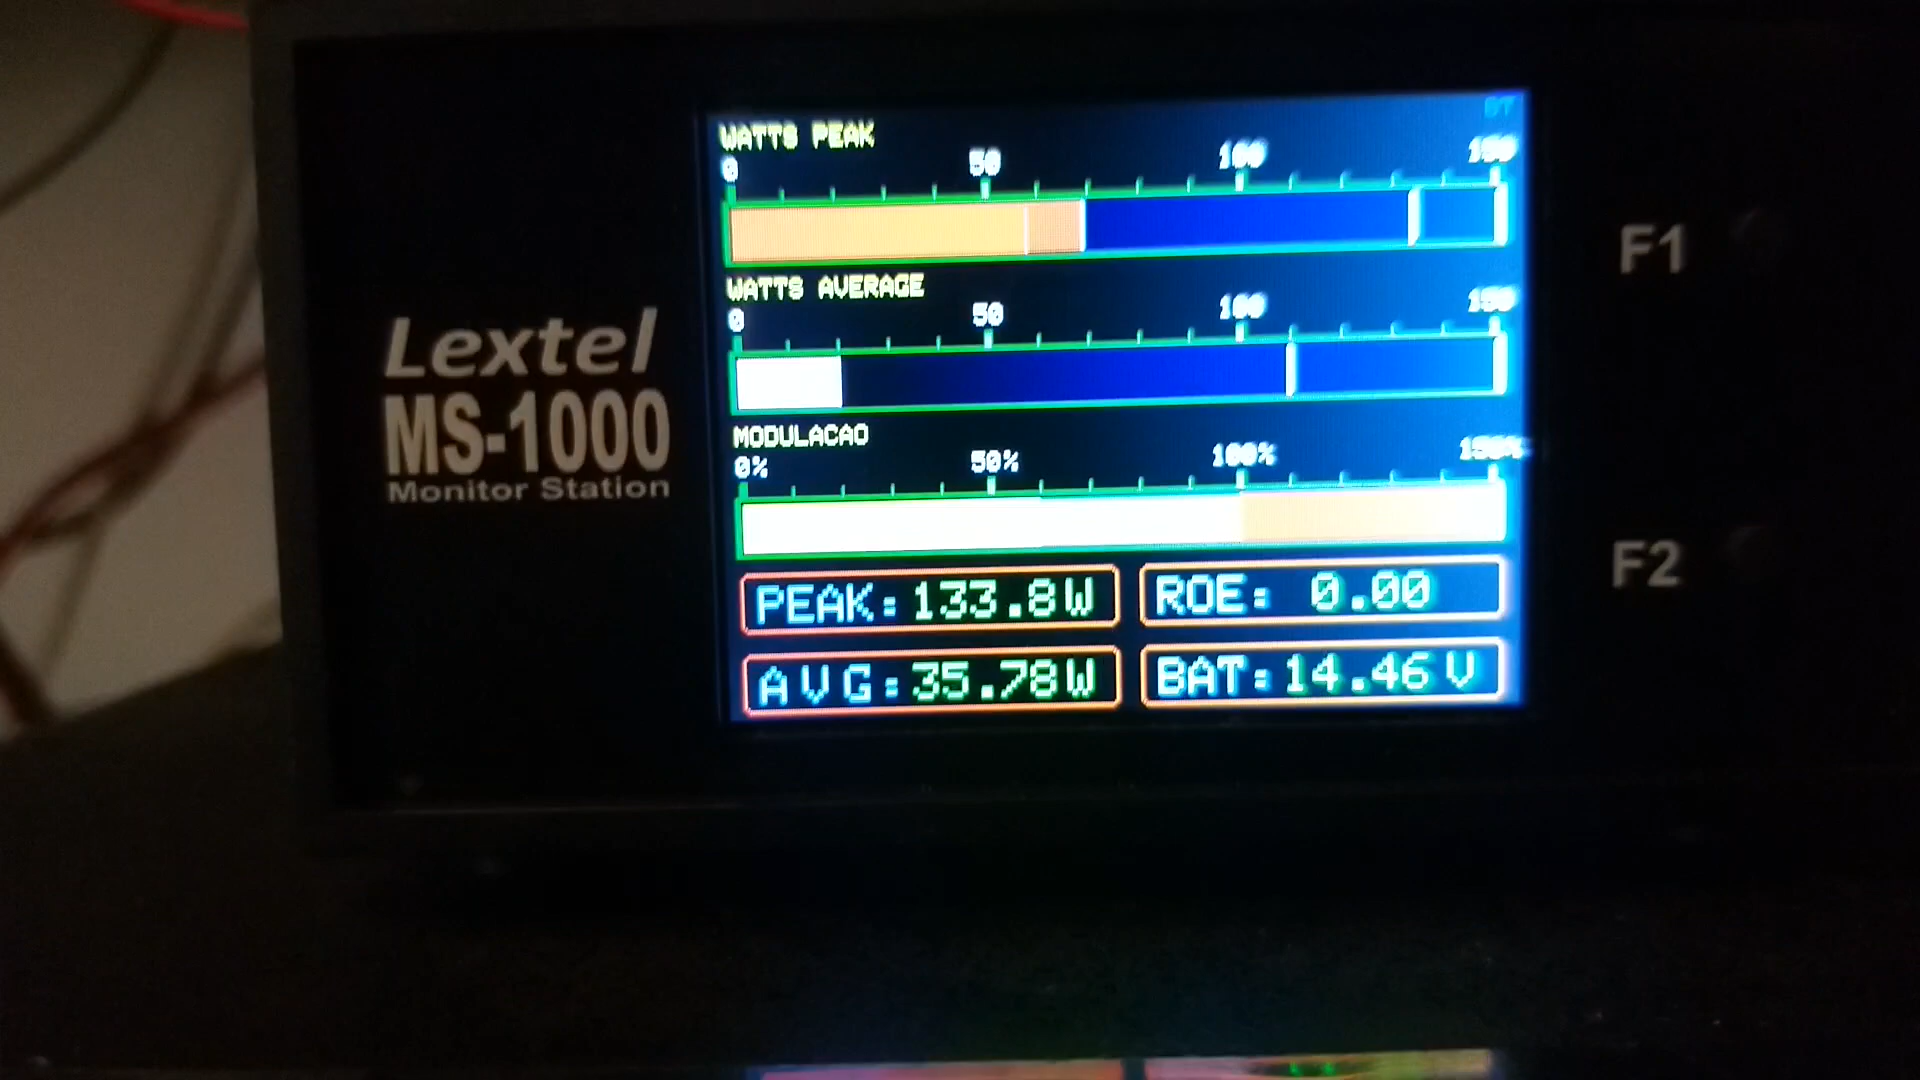 Lextel
MS-1000
Monitor Station
WATTS PEAK
0 50 100 150
WATTS AVERAGE
0 50 100 150
MODULACAO
0% 50% 100% 150%
PEAK: 133.8W
ROE: 0.00
AVG: 35.78W
BAT: 14.46 V
F1
F2